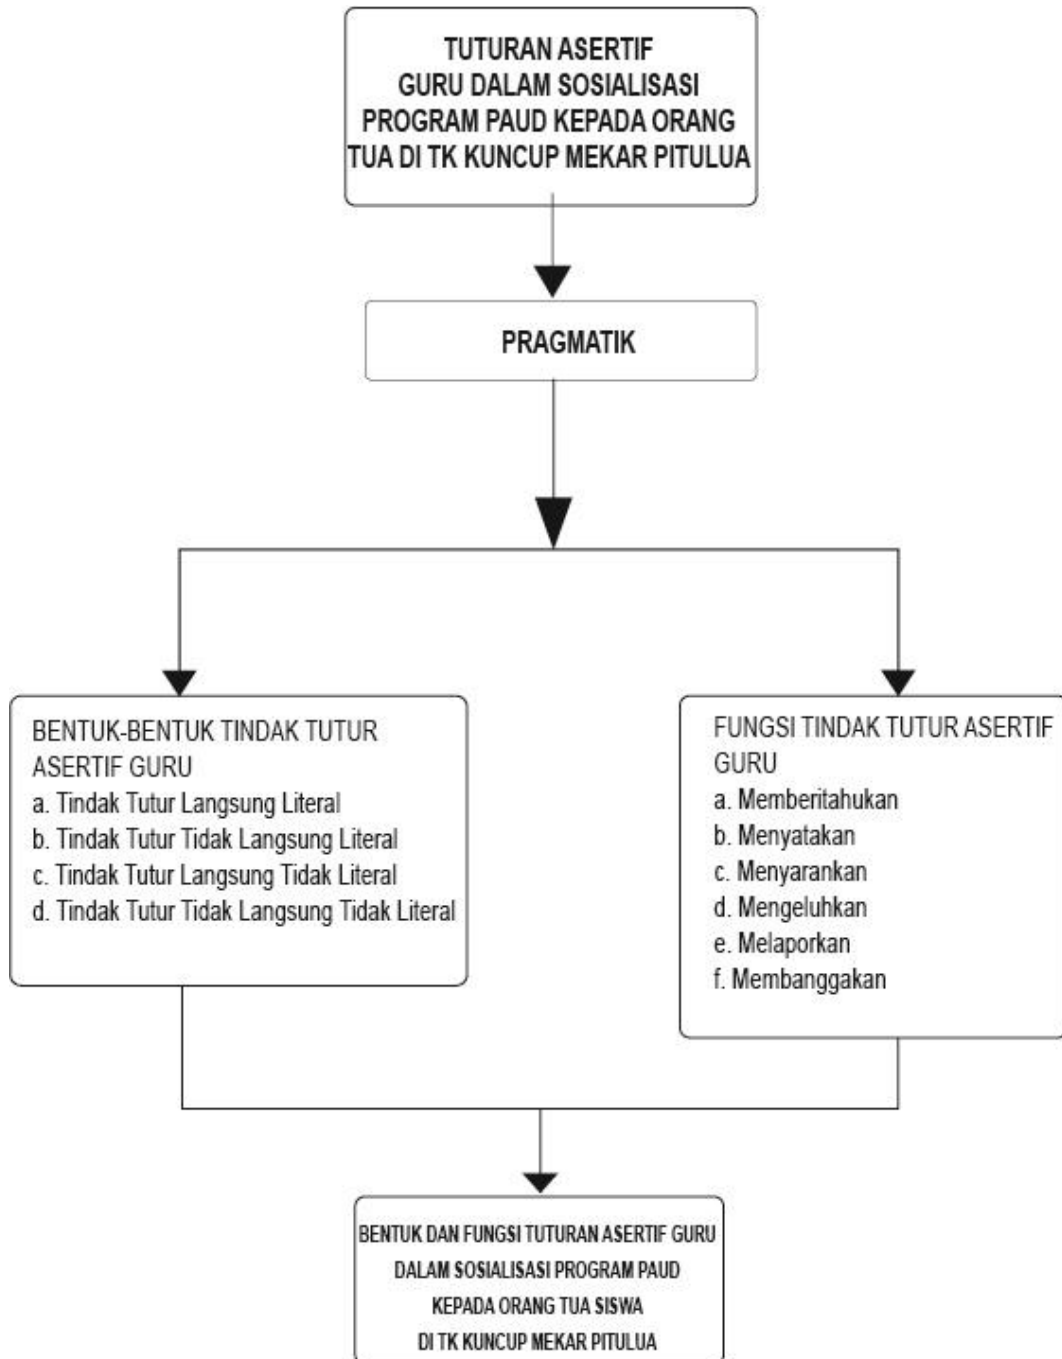 TUTURAN ASERTIF
GURU DALAM SOSIALISASI
PROGRAM PAUD KEPADA ORANG
TUA DI TK KUNCUP MEKAR PITULUA
PRAGMATIK
BENTUK-BENTUK TINDAK TUTUR
ASERTIF GURU
a. Tindak Tutur Langsung Literal
b. Tindak Tutur Tidak Langsung Literal
c. Tindak Tutur Langsung Tidak Literal
d. Tindak Tutur Tidak Langsung Tidak Literal
FUNGSI TINDAK TUTUR ASERTIF
GURU
a. Memberitahukan
b. Menyatakan
c. Menyarankan
d. Mengeluhkan
e. Melaporkan
f. Membanggakan
BENTUK DAN FUNGSI TUTURAN ASERTIF GURU
DALAM SOSIALISASI PROGRAM PAUD
KEPADA ORANG TUA SISWA
DI TK KUNCUP MEKAR PITULUA